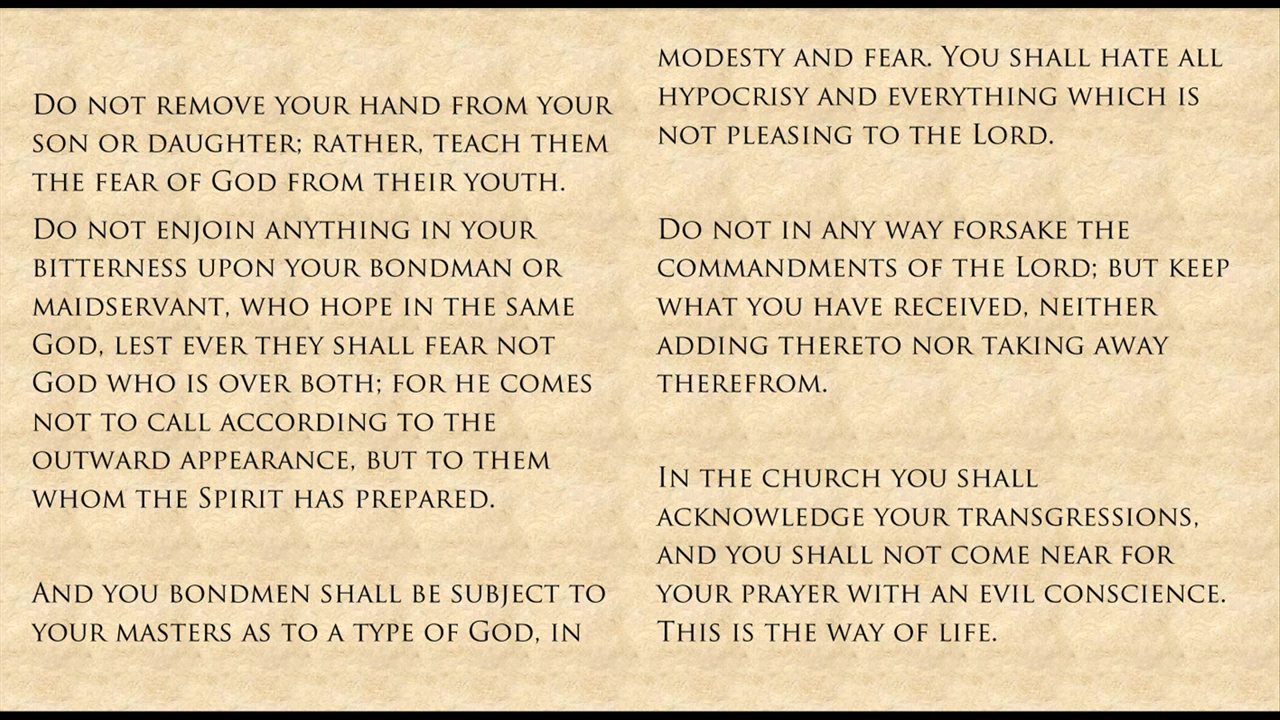 Do not remove your hand from your
son or daughter; rather, teach them
the fear of God from their youth.
Do not enjoin anything in your
bitterness upon your bondman or
maidservant, who hope in the same
God, lest ever they shall fear not
God who is over both; for he comes
not to call according to the
outward appearance, but to them
whom the Spirit has prepared.
And you bondmen shall be subject to
your masters as to a type of God, in
modesty and fear. You shall hate all
hypocrisy and everything which is
not pleasing to the Lord.
Do not in any way forsake the
commandments of the Lord; but keep
what you have received, neither
adding thereto nor taking away
therefrom.
In the church you shall
acknowledge your transgressions,
and you shall not come near for
your prayer with an evil conscience.
This is the way of life.